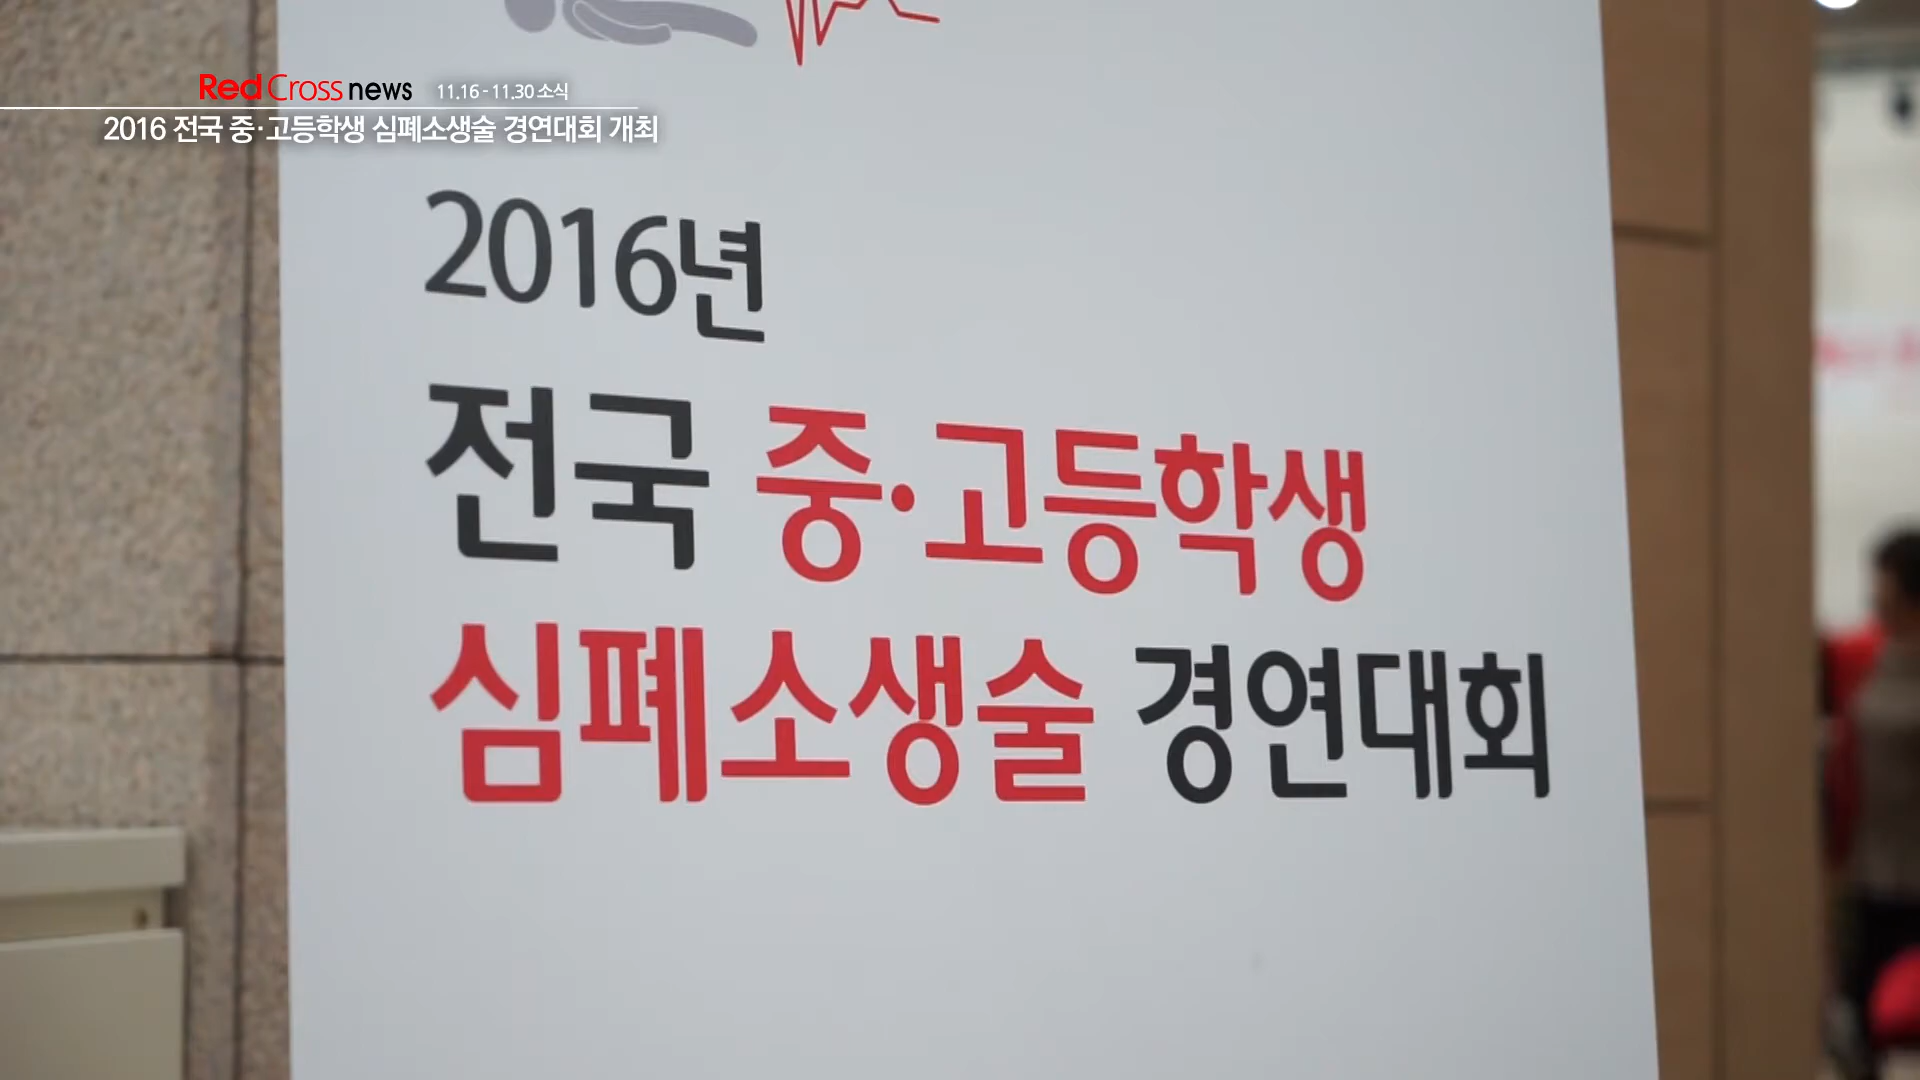 Red Cross news 11.16 - 11.30 소식
2016 전국 중·고등학생 심폐소생술 경연대회 개최
2016년
전국 중·고등학생
심폐소생술 경연대회